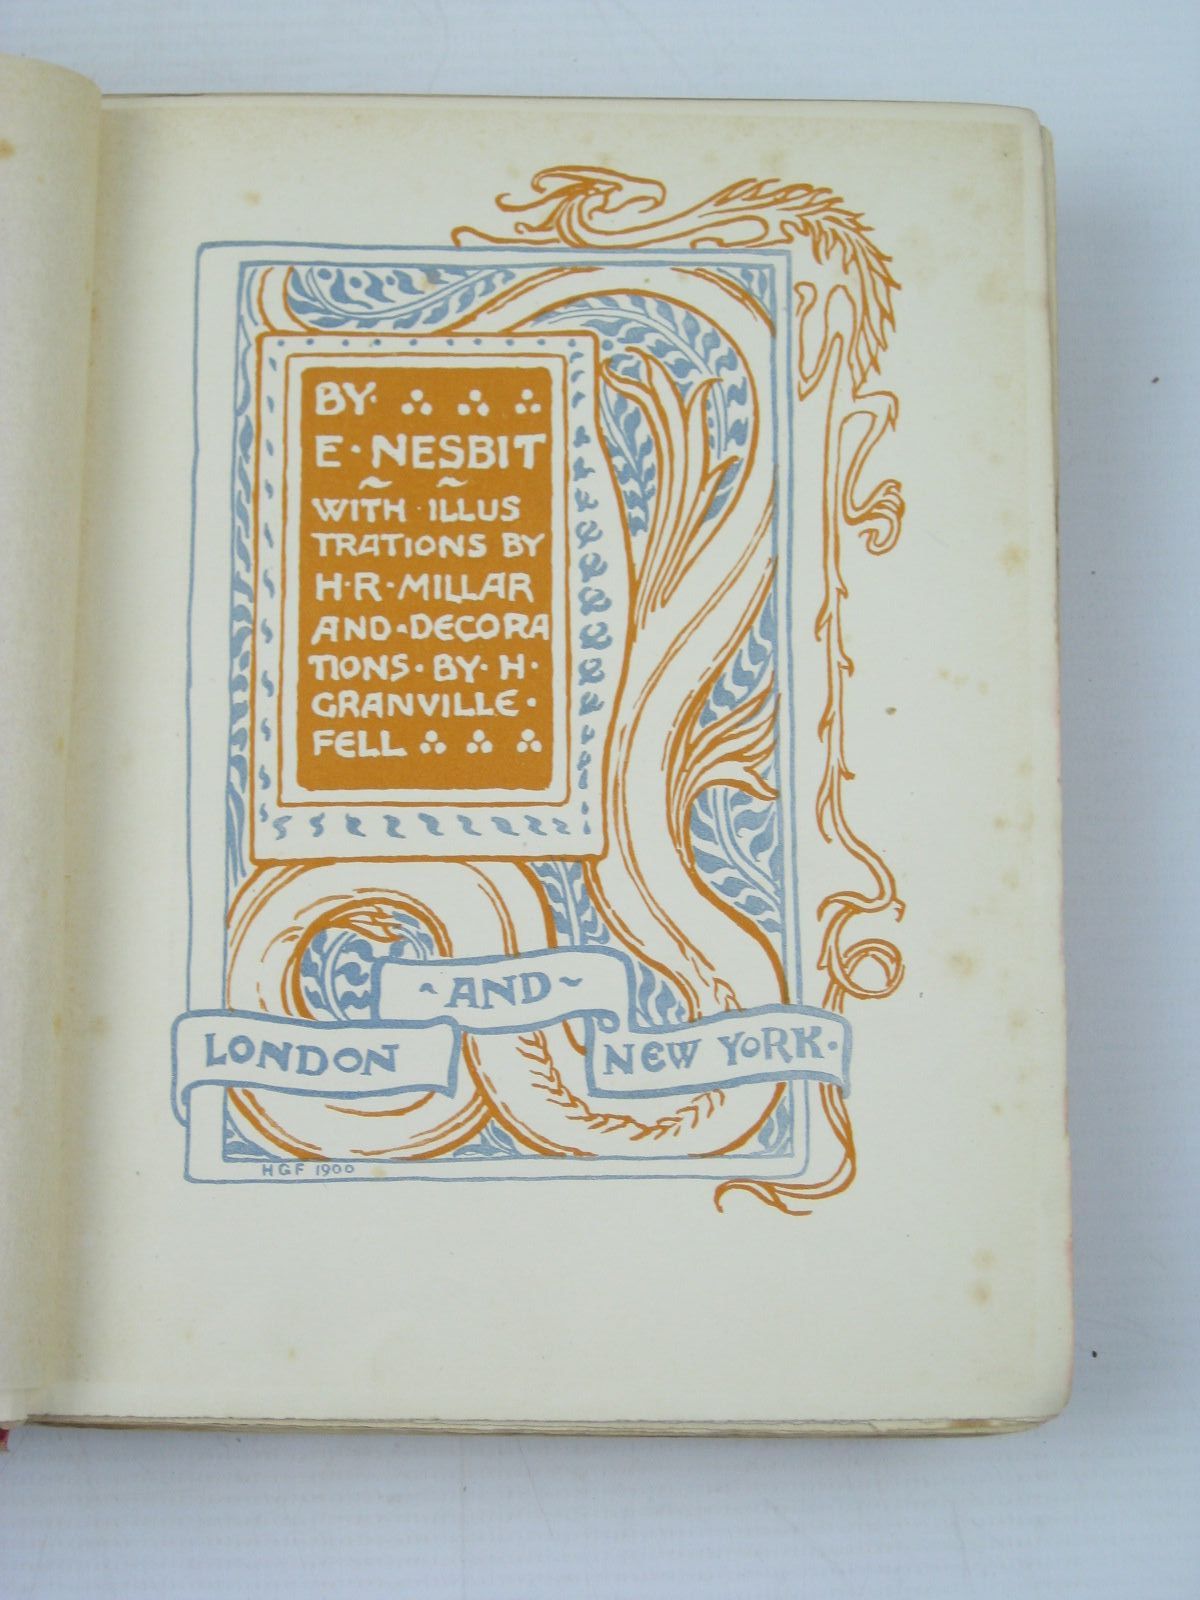 BY·
E·NESBIT
WITH·ILLUS
TRATIONS BY
H·R·MILLAR
AND·DECORA
TIONS·BY·H·
GRANVILLE·
FELL
~AND~
LONDON
NEW YORK·
HGF 1900